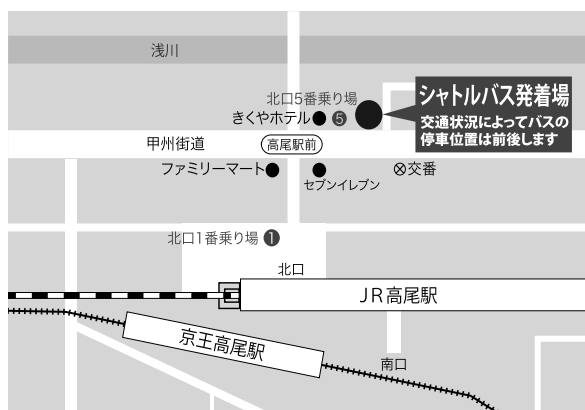 浅川
北口5番乗り場
きくやホテル
5
シャトルバス発着場
交通状況によってバスの
停車位置は前後します
甲州街道
高尾駅前
ファミリーマート
セブンイレブン
交番
北口1番乗り場
1
北口
JR高尾駅
京王高尾駅
南口